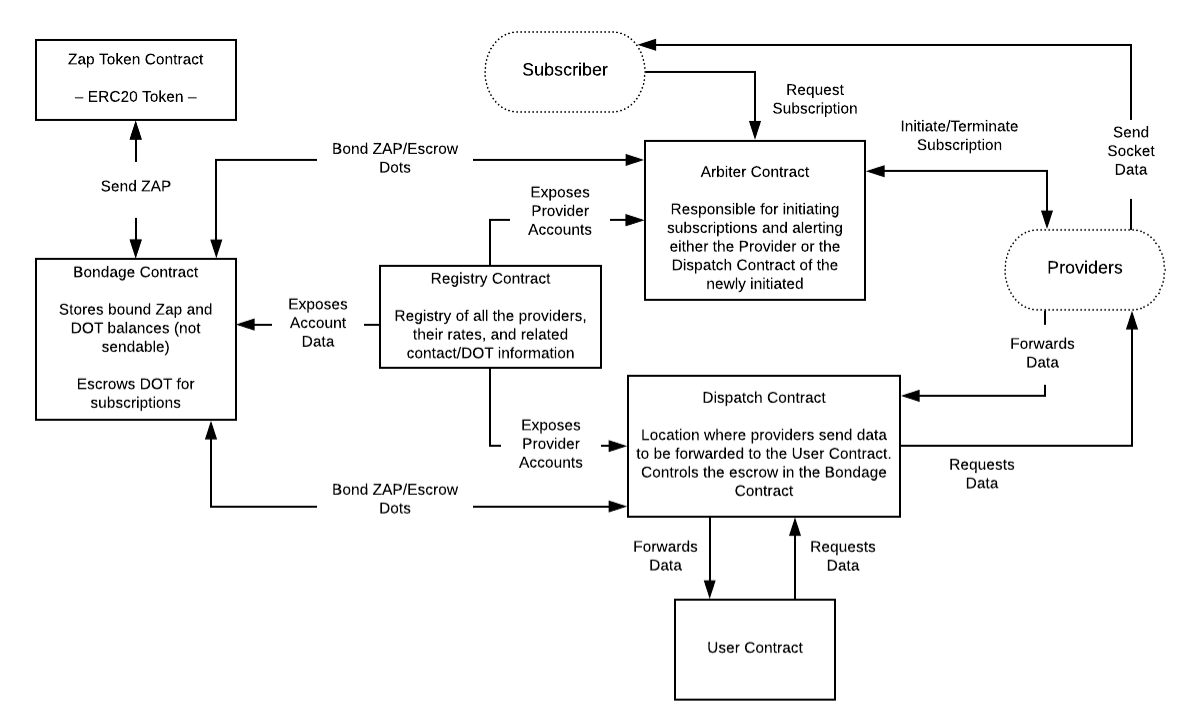 Zap Token Contract
– ERC20 Token –
Subscriber
Request
Subscription
Initiate/Terminate
Subscription
Send
Socket
Data
Bond ZAP/Escrow
Dots
Send ZAP
Exposes
Provider
Accounts
Arbiter Contract
Responsible for initiating
subscriptions and alerting
either the Provider or the
Dispatch Contract of the
newly initiated
Providers
Bondage Contract
Stores bound Zap and
DOT balances (not
sendable)
Escrows DOT for
subscriptions
Exposes
Account
Data
Registry Contract
Registry of all the providers,
their rates, and related
contact/DOT information
Forwards
Data
Dispatch Contract
Location where providers send data
to be forwarded to the User Contract.
Controls the escrow in the Bondage
Contract
Exposes
Provider
Accounts
Requests
Data
Bond ZAP/Escrow
Dots
Forwards
Data
Requests
Data
User Contract